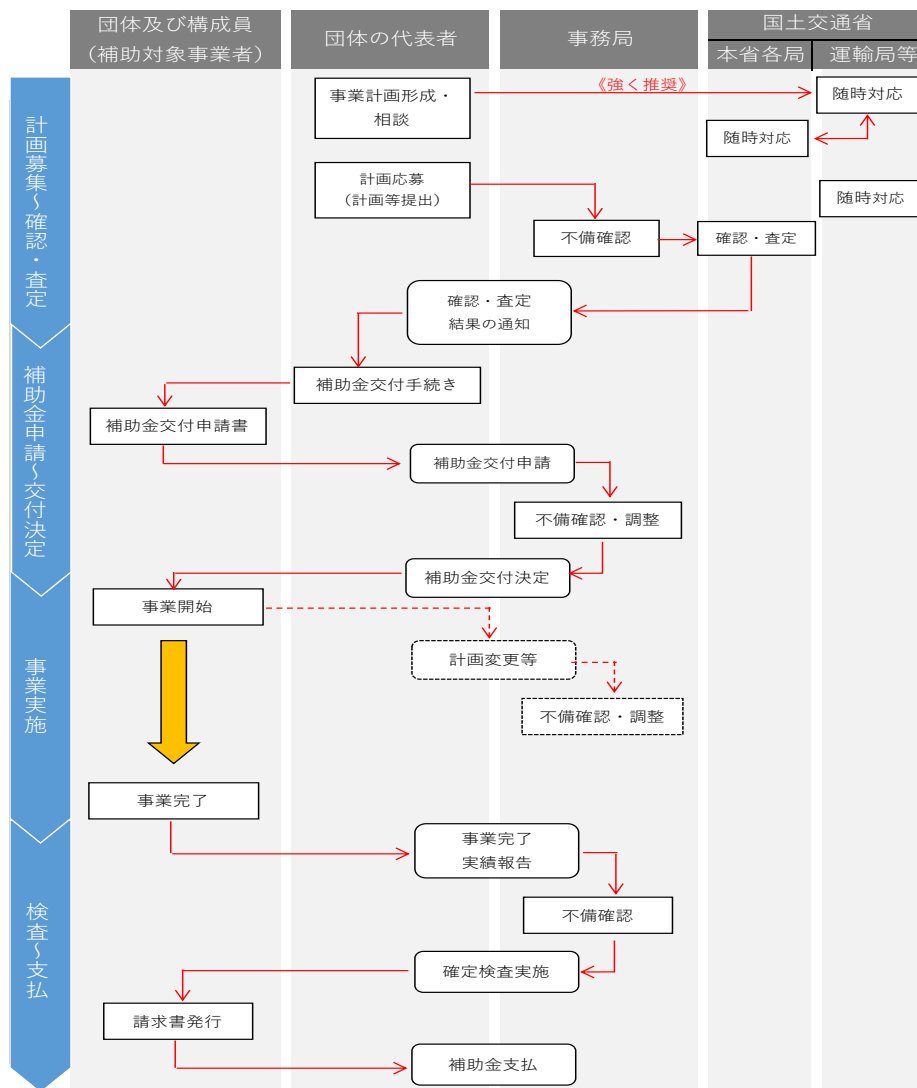 団体及び構成員
（補助対象事業者）
団体の代表者
事務局
国土交通省
本省各局
運輸局等
計画募集～確認・査定
事業計画形成・
相談
《強く推奨》
随時対応
随時対応
計画応募
（計画等提出）
随時対応
不備確認
確認・査定
確認・査定
結果の通知
補助金申請～交付決定
補助金交付手続き
補助金交付申請書
補助金交付申請
不備確認・調整
補助金交付決定
事業実施
事業開始
計画変更等
不備確認・調整
事業完了
検査～支払
事業完了
実績報告
不備確認
確定検査実施
請求書発行
補助金支払